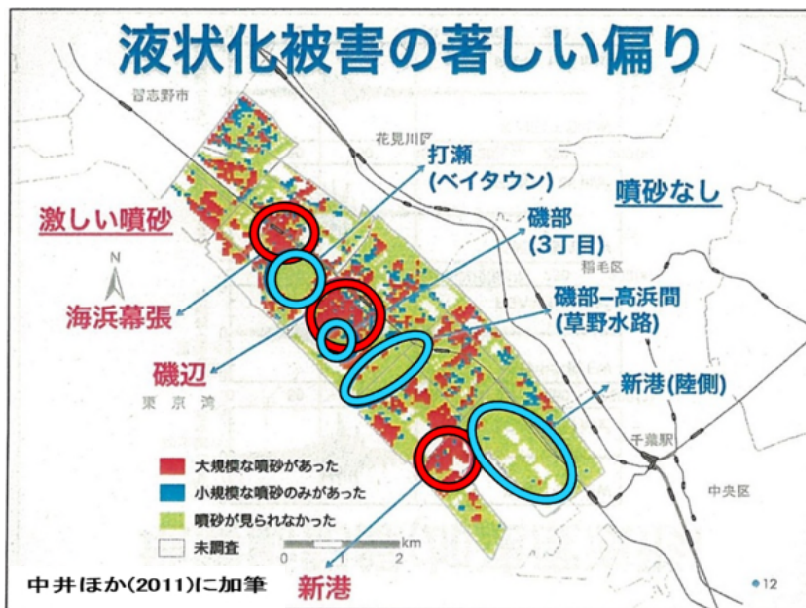 液状化被害の著しい偏り
習志野市
花見川区
打瀬
(ベイタウン)
噴砂なし
激しい噴砂
磯部
(3丁目)
稲毛区
N
海浜幕張
磯部−高浜間
(草野水路)
磯辺
東京湾
新港(陸側)
千葉駅
大規模な噴砂があった
小規模な噴砂のみがあった
中央区
噴砂が見られなかった
未調査
km
0 1 2
中井ほか(2011)に加筆
新港
12